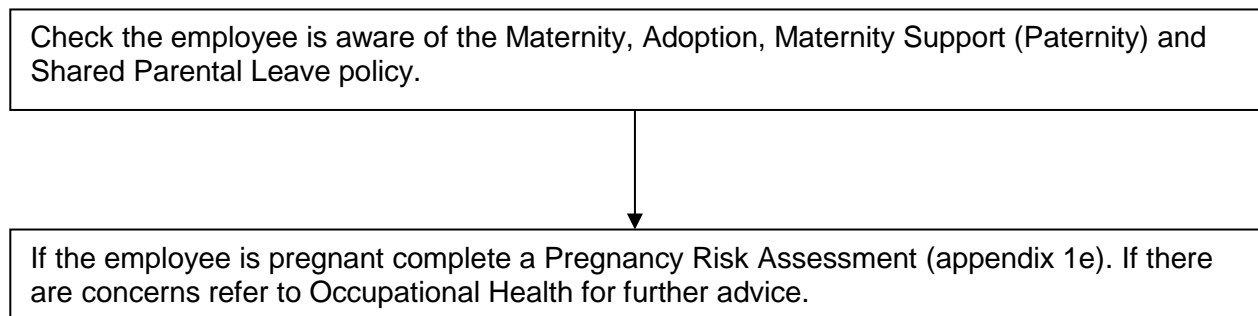 Check the employee is aware of the Maternity, Adoption, Maternity Support (Paternity) and
Shared Parental Leave policy.
If the employee is pregnant complete a Pregnancy Risk Assessment (appendix 1e). If there
are concerns refer to Occupational Health for further advice.